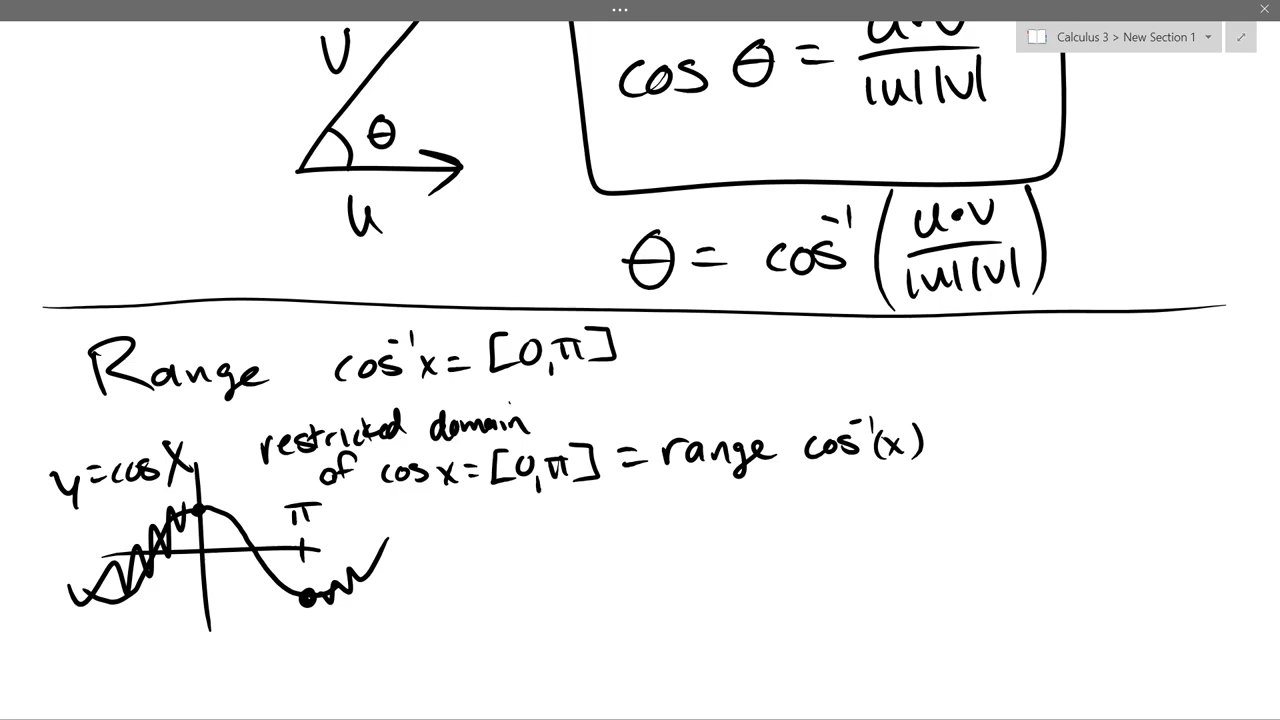 Calculus 3 > New Section 1
V
θ
u
cos θ = u•v / |u||v|
θ = cos⁻¹ ( u•v / |u||v| )
Range cos⁻¹x = [0,π]
restricted domain
of cos x = [0,π] = range cos⁻¹(x)
y=cos x
π